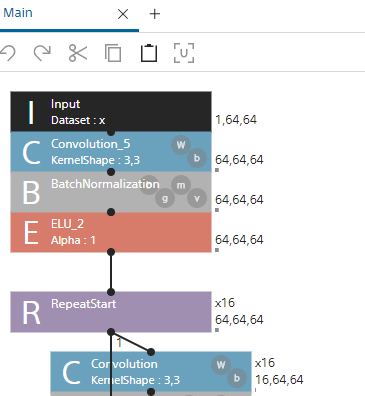 Main
I Input
Dataset : x
1,64,64
C Convolution_5
KernelShape : 3,3
W
b
64,64,64
B BatchNormalization
b m
g v
64,64,64
E ELU_2
Alpha : 1
64,64,64
R RepeatStart
x16
64,64,64
1
C Convolution
KernelShape : 3,3
W
b
x16
16,64,64